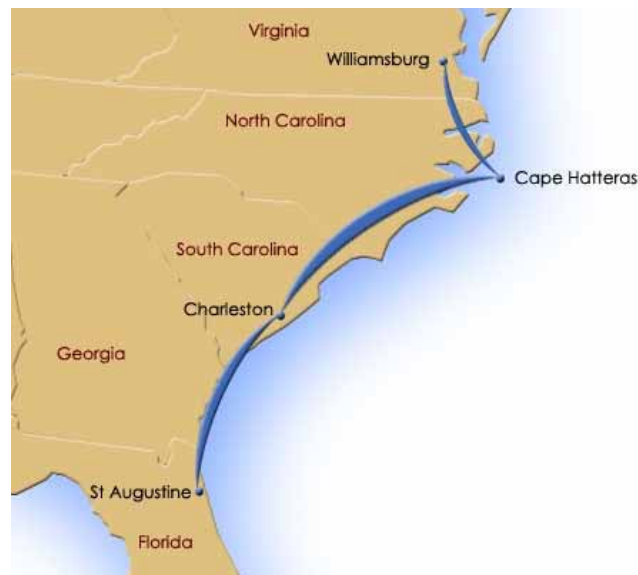 Virginia
Williamsburg
North Carolina
Cape Hatteras
South Carolina
Charleston
Georgia
St Augustine
Florida